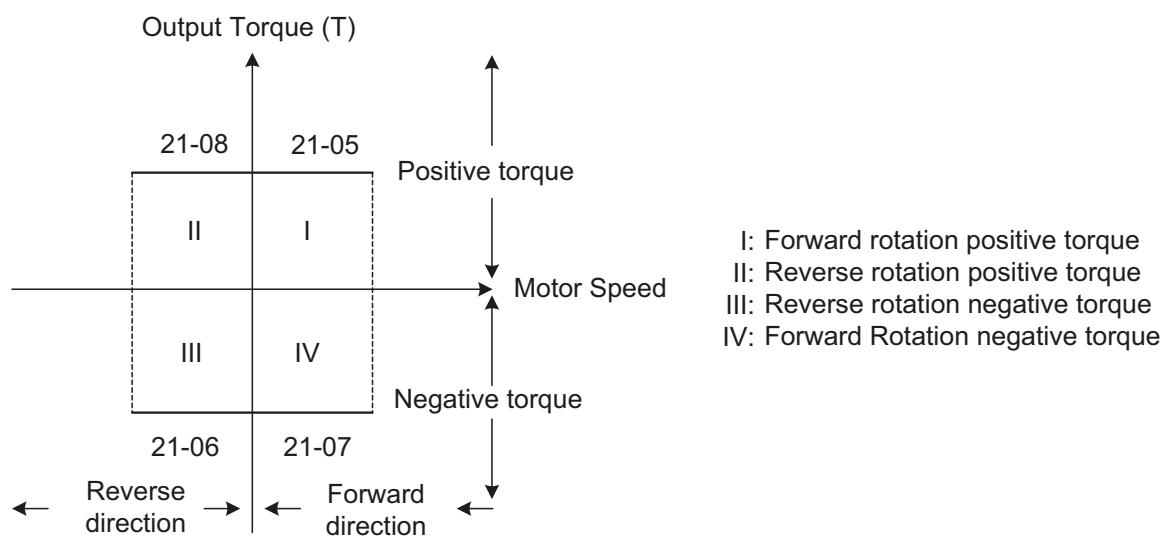 Output Torque (T)
21-08
21-05
Positive torque
II
I
Motor Speed
III
IV
Negative torque
21-06
21-07
Reverse
direction
Forward
direction
I: Forward rotation positive torque
II: Reverse rotation positive torque
III: Reverse rotation negative torque
IV: Forward Rotation negative torque